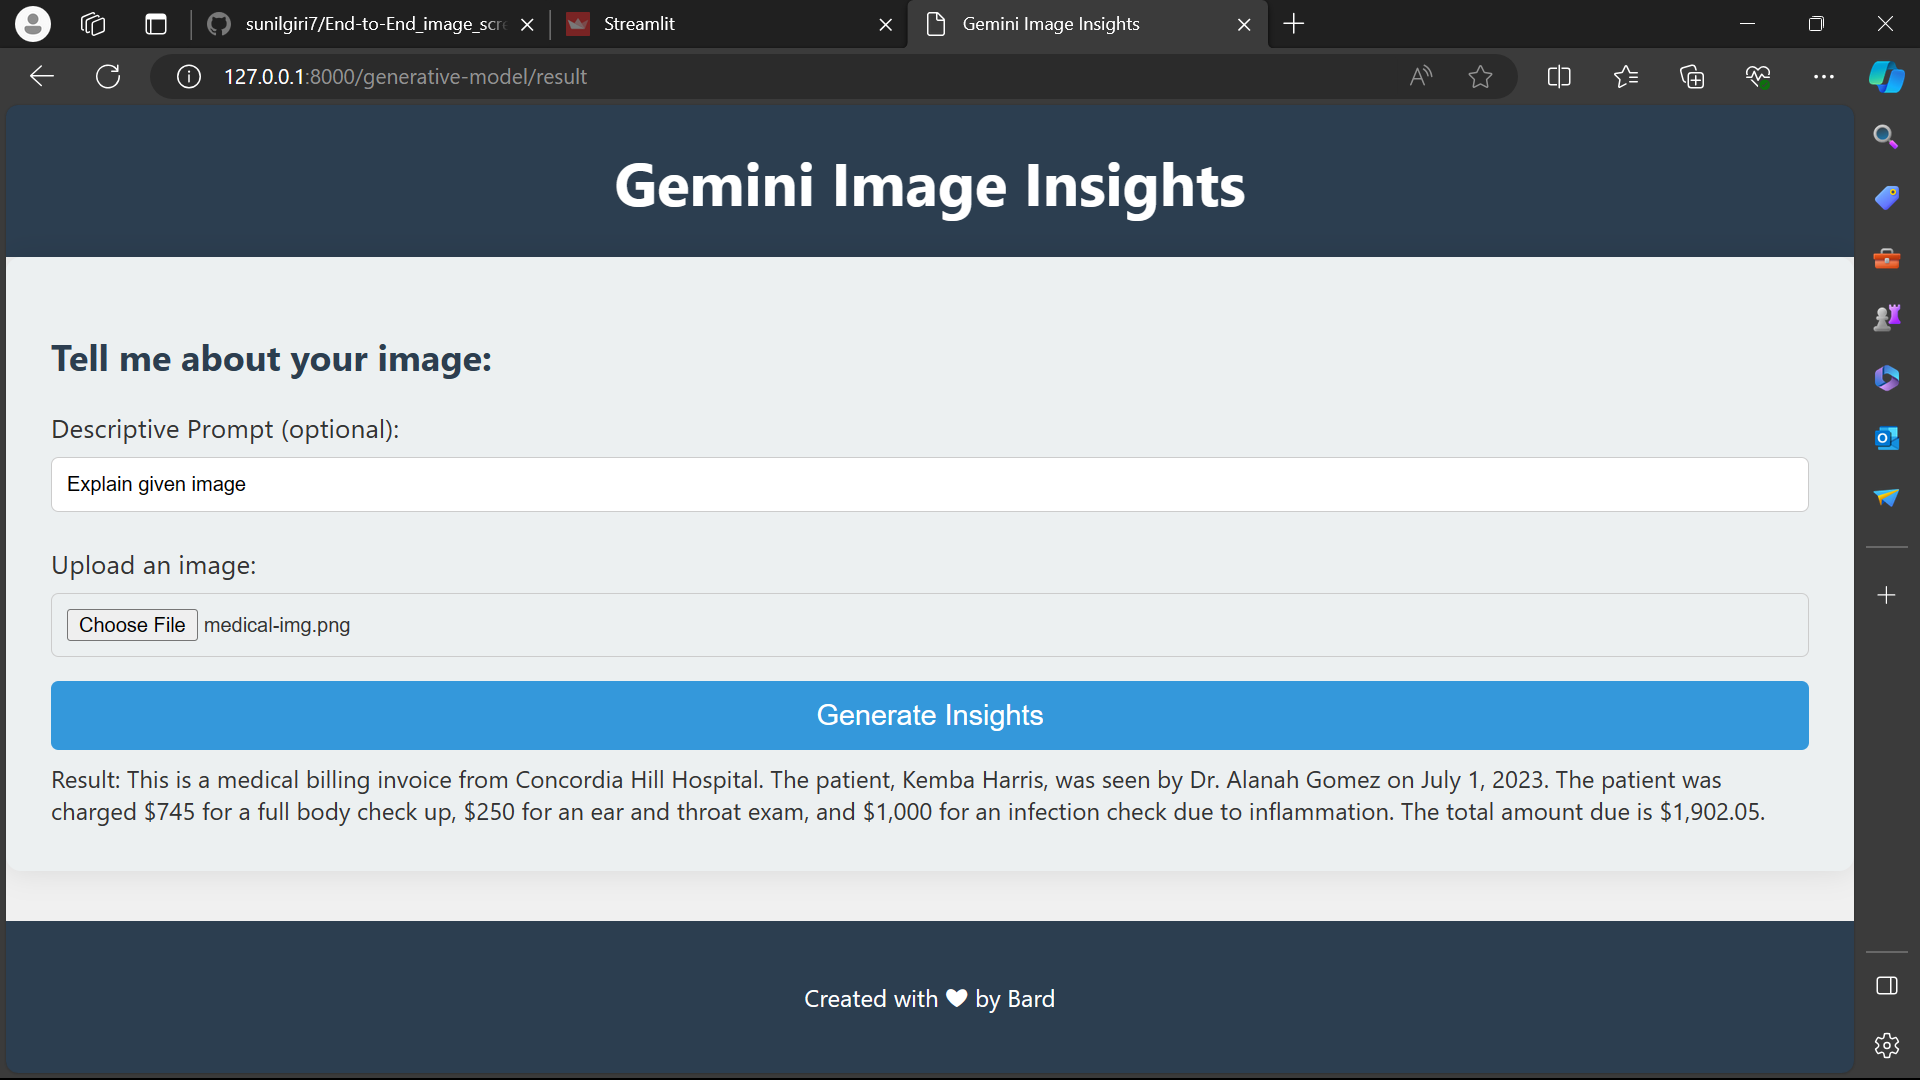 sunilgiri7/End-to-End_image_scr
Streamlit
Gemini Image Insights
127.0.0.1:8000/generative-model/result
Gemini Image Insights
Tell me about your image:
Descriptive Prompt (optional):
Explain given image
Upload an image:
Choose File medical-img.png
Generate Insights
Result: This is a medical billing invoice from Concordia Hill Hospital. The patient, Kemba Harris, was seen by Dr. Alanah Gomez on July 1, 2023. The patient was
charged $745 for a full body check up, $250 for an ear and throat exam, and $1,000 for an infection check due to inflammation. The total amount due is $1,902.05.
Created with 🤍 by Bard